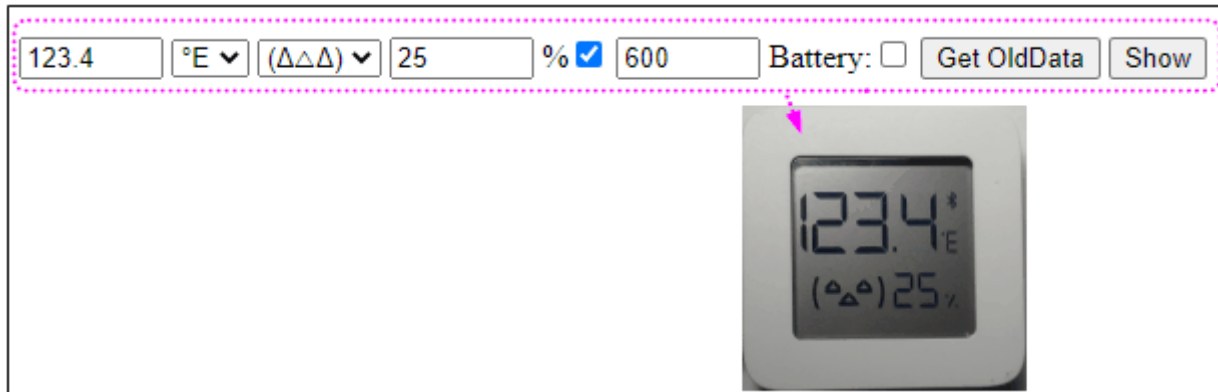 123.4 °E (Δ△Δ) 25 % 600 Battery: Get OldData Show
123.4
°E
(△△△) 25 %